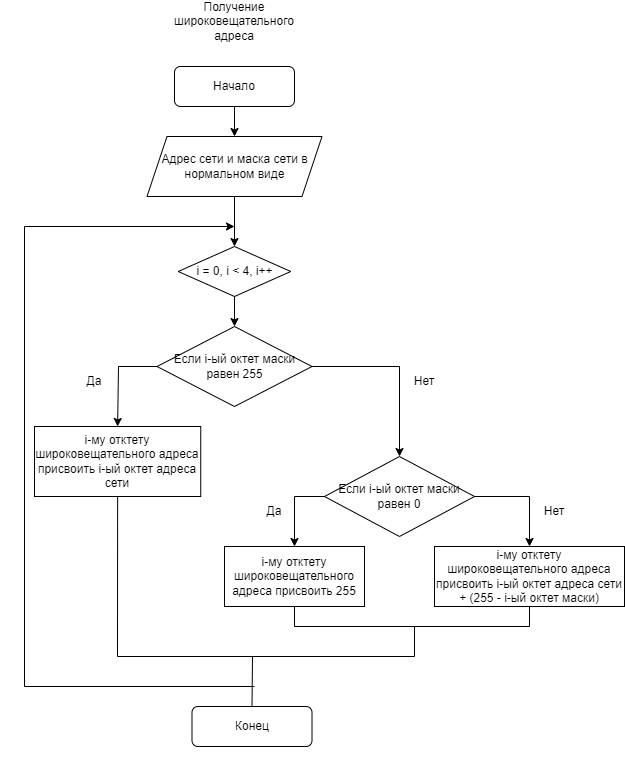 Получение
широковещательного
адреса
Начало
Адрес сети и маска сети в
нормальном виде
i = 0, i < 4, i++
Если i-ый октет маски
равен 255
Да
Нет
i-му отктету
широковещательного адреса
присвоить i-ый октет адреса
сети
Если i-ый октет маски
равен 0
Да
Нет
i-му отктету
широковещательного
адреса присвоить 255
i-му отктету
широковещательного адреса
присвоить i-ый октет адреса сети
+ (255 - i-ый октет маски)
Конец